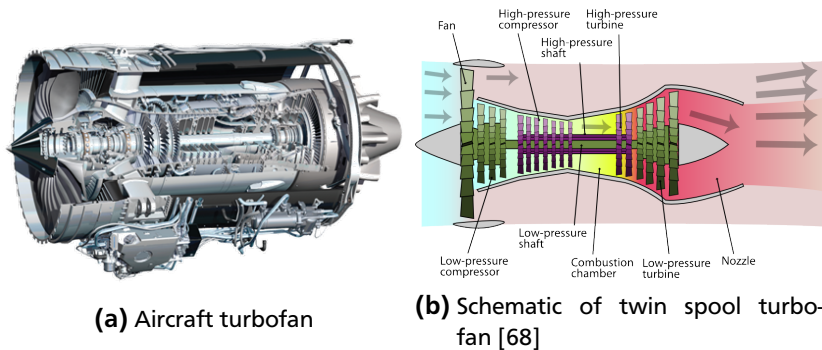 Fan
High-pressure
compressor
High-pressure
turbine
High-pressure
shaft
Low-pressure
compressor
Low-pressure
shaft
Combustion
chamber
Low-pressure
turbine
Nozzle
(a) Aircraft turbofan
(b) Schematic of twin spool turbo-
fan [68]